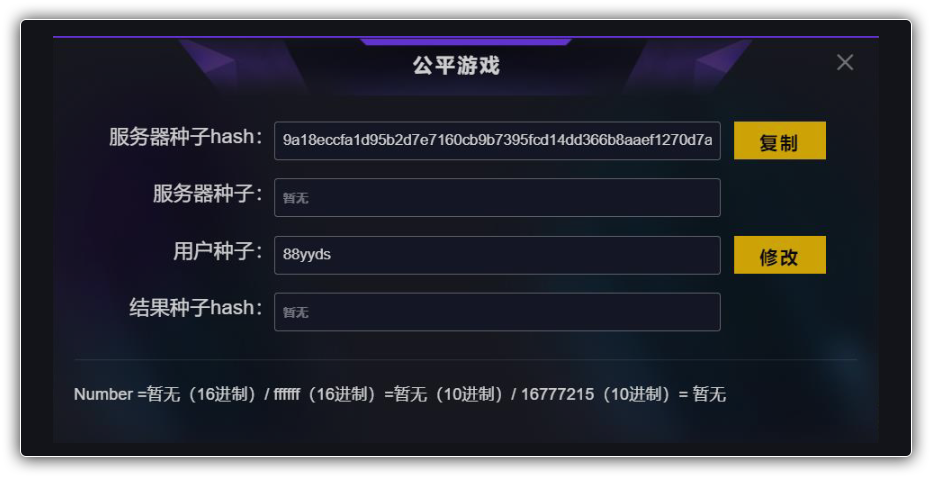 公平游戏
服务器种子hash： 9a18eccfa1d95b2d7e7160cb9b7395fcd14dd366b8aaef1270d7a 复制
服务器种子： 暂无
用户种子： 88yyds 修改
结果种子hash： 暂无
Number =暂无（16进制）/ ffffff（16进制）=暂无（10进制）/ 16777215（10进制）= 暂无